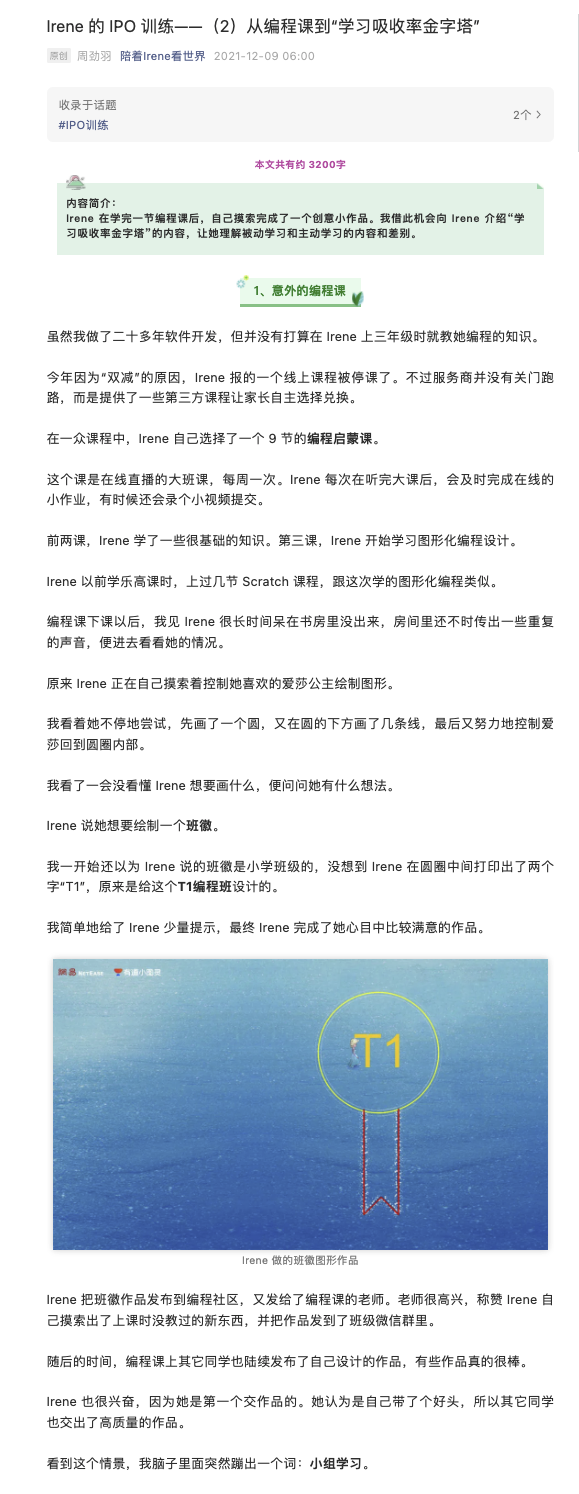 Irene 的 IPO 训练——（2）从编程课到“学习吸收率金字塔”
原创 周劲羽 陪着Irene看世界 2021-12-09 06:00
收录于话题
#IPO训练
2个
本文共有约 3200字
内容简介：
Irene 在学完一节编程课后，自己摸索完成了一个创意小作品。我借此机会向 Irene 介绍“学
习吸收率金字塔”的内容，让她理解被动学习和主动学习的内容和差别。
1、意外的编程课
虽然我做了二十多年软件开发，但并没有打算在 Irene 上三年级时就教她编程的知识。
今年因为“双减”的原因，Irene 报的一个线上课程被停课了。不过服务商并没有关门跑
路，而是提供了一些第三方课程让家长自主选择兑换。
在一众课程中，Irene 自己选择了一个 9 节的编程启蒙课。
这个课是在线直播的大班课，每周一次。Irene 每次在听完大课后，会及时完成在线的
小作业，有时候还会录个小视频提交。
前两课，Irene 学了一些很基础的知识。第三课，Irene 开始学习图形化编程设计。
Irene 以前学乐高课时，上过几节 Scratch 课程，跟这次学的图形化编程类似。
编程课下课以后，我见 Irene 很长时间呆在书房里没出来，房间里还不时传出一些重复
的声音，便进去看看她的情况。
原来 Irene 正在自己摸索着控制她喜欢的爱莎公主绘制图形。
我看着她不停地尝试，先画了一个圆，又在圆的下方画了几条线，最后又努力地控制爱
莎回到圆圈内部。
我看了一会没看懂 Irene 想要画什么，便问问她有什么想法。
Irene 说她想要绘制一个班徽。
我一开始还以为 Irene 说的班徽是小学班级的，没想到 Irene 在圆圈中间打印出了两个
字“T1”，原来是给这个T1编程班设计的。
我简单地给了 Irene 少量提示，最终 Irene 完成了她心目中比较满意的作品。
網易 NETEASE 有道小图灵
T1
Irene 做的班徽图形作品
Irene 把班徽作品发布到编程社区，又发给了编程课的老师。老师很高兴，称赞 Irene 自
己摸索出了上课时没教过的新东西，并把作品发到了班级微信群里。
随后的时间，编程课上其它同学也陆续发布了自己设计的作品，有些作品真的很棒。
Irene 也很兴奋，因为她是第一个交作品的。她认为是自己带了个好头，所以其它同学
也交出了高质量的作品。
看到这个情景，我脑子里面突然蹦出一个词：小组学习。